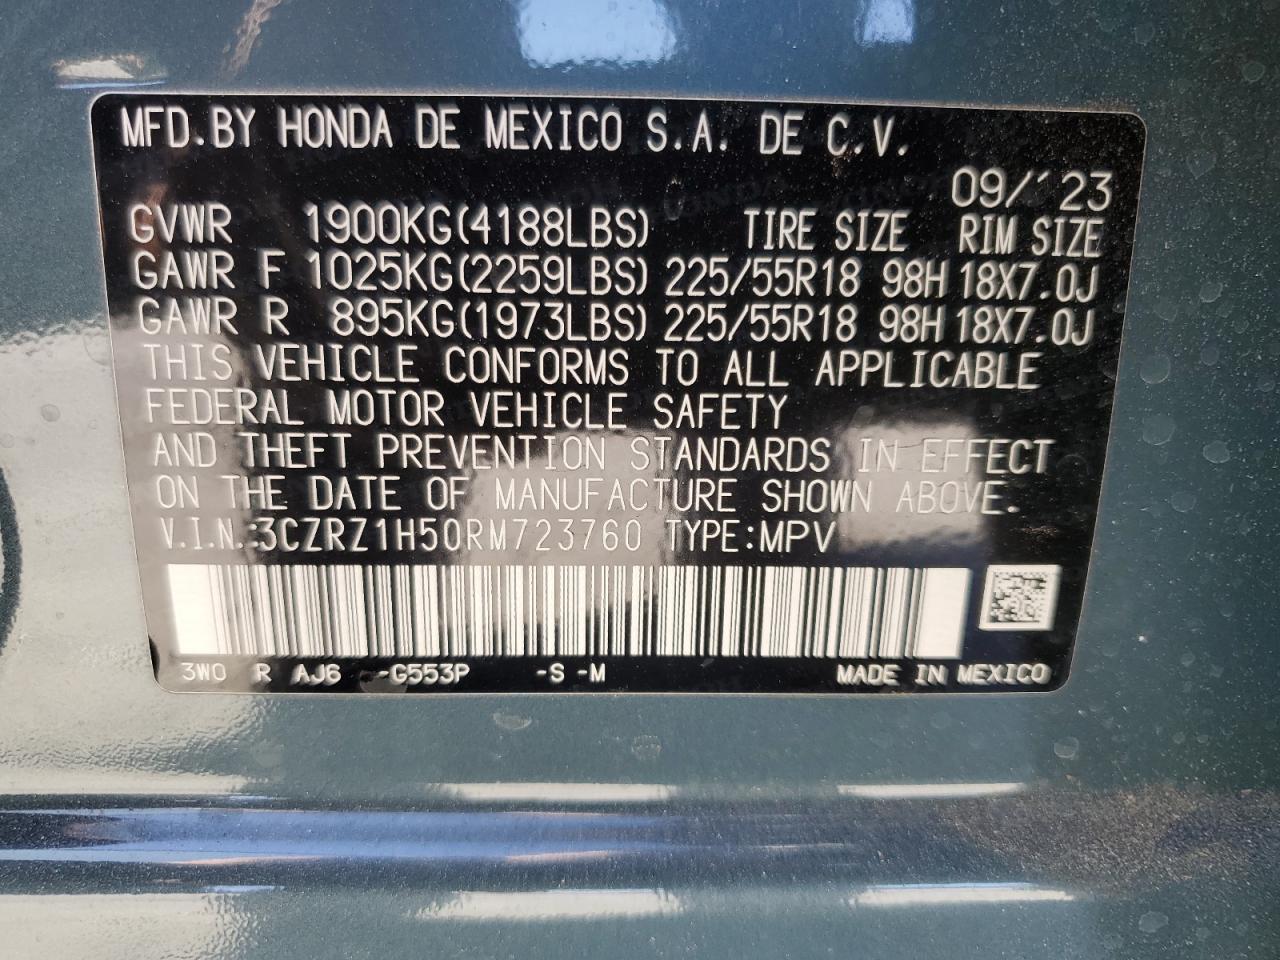 MFD.BY HONDA DE MEXICO S.A. DE C.V.
09/'23
GVWR 1900KG(4188LBS) TIRE SIZE RIM SIZE
GAWR F 1025KG(2259LBS) 225/55R18 98H 18X7.0J
GAWR R 895KG(1973LBS) 225/55R18 98H 18X7.0J
THIS VEHICLE CONFORMS TO ALL APPLICABLE
FEDERAL MOTOR VEHICLE SAFETY
AND THEFT PREVENTION STANDARDS IN EFFECT
ON THE DATE OF MANUFACTURE SHOWN ABOVE.
V.I.N.:3CZRZ1H50RM723760 TYPE:MPV
3WO R AJ6 -G553P -S -M MADE IN MEXICO